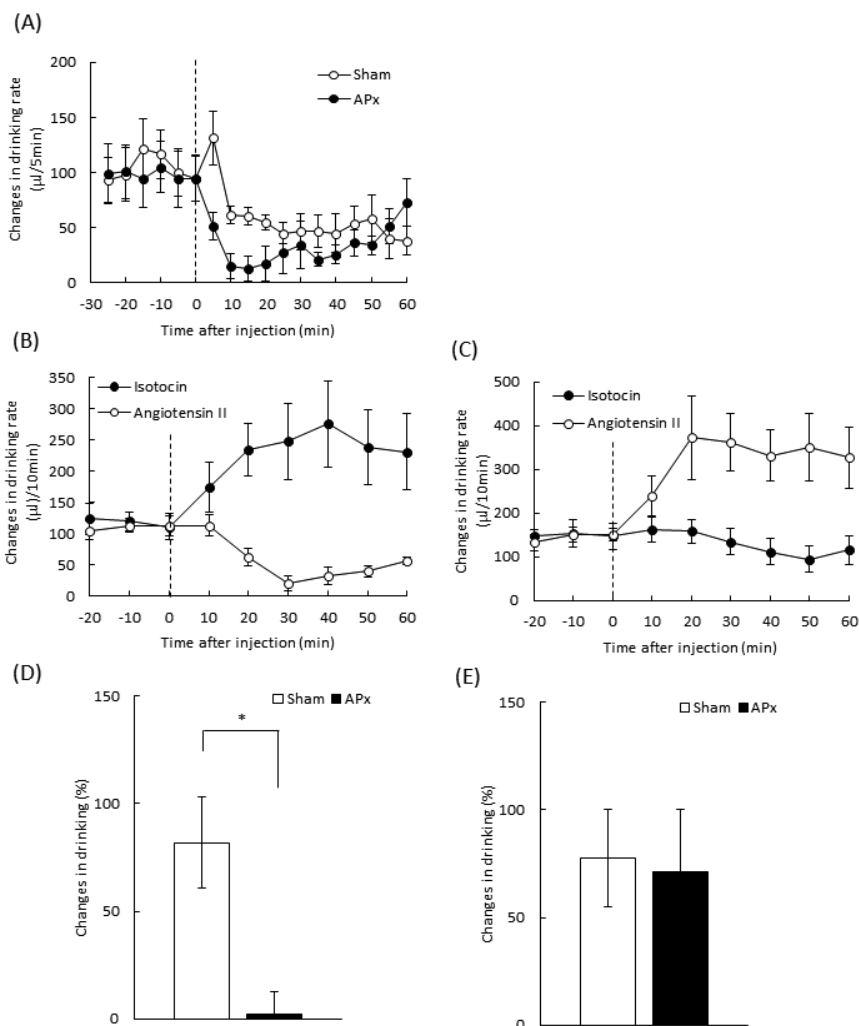 (A)
200
150
100
50
0
Changes in drinking rate
(µl/5min)
Sham
APx
-30 -20 -10 0 10 20 30 40 50 60
Time after injection (min)
(B)
350
300
250
200
150
100
50
0
Changes in drinking rate
(µl)/10min)
Isotocin
Angiotensin II
-20 -10 0 10 20 30 40 50 60
Time after injection (min)
(C)
500
400
300
200
100
0
Changes in drinking rate
(µl/10min)
Isotocin
Angiotensin II
-20 -10 0 10 20 30 40 50 60
Time after injection (min)
(D)
150
100
50
0
Changes in drinking (%)
Sham APx
*
(E)
150
100
50
0
Changes in drinking (%)
Sham APx